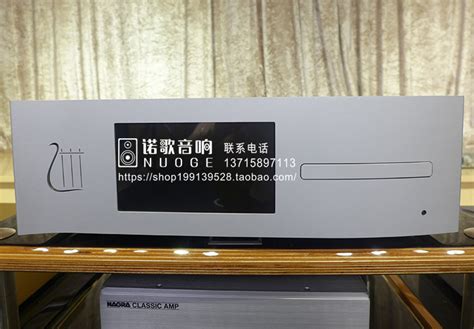 诺歌音响 联系电话
NUOGE 13715897113
https://shop199139528.taobao.com/
NAGRA CLASSIC AMP